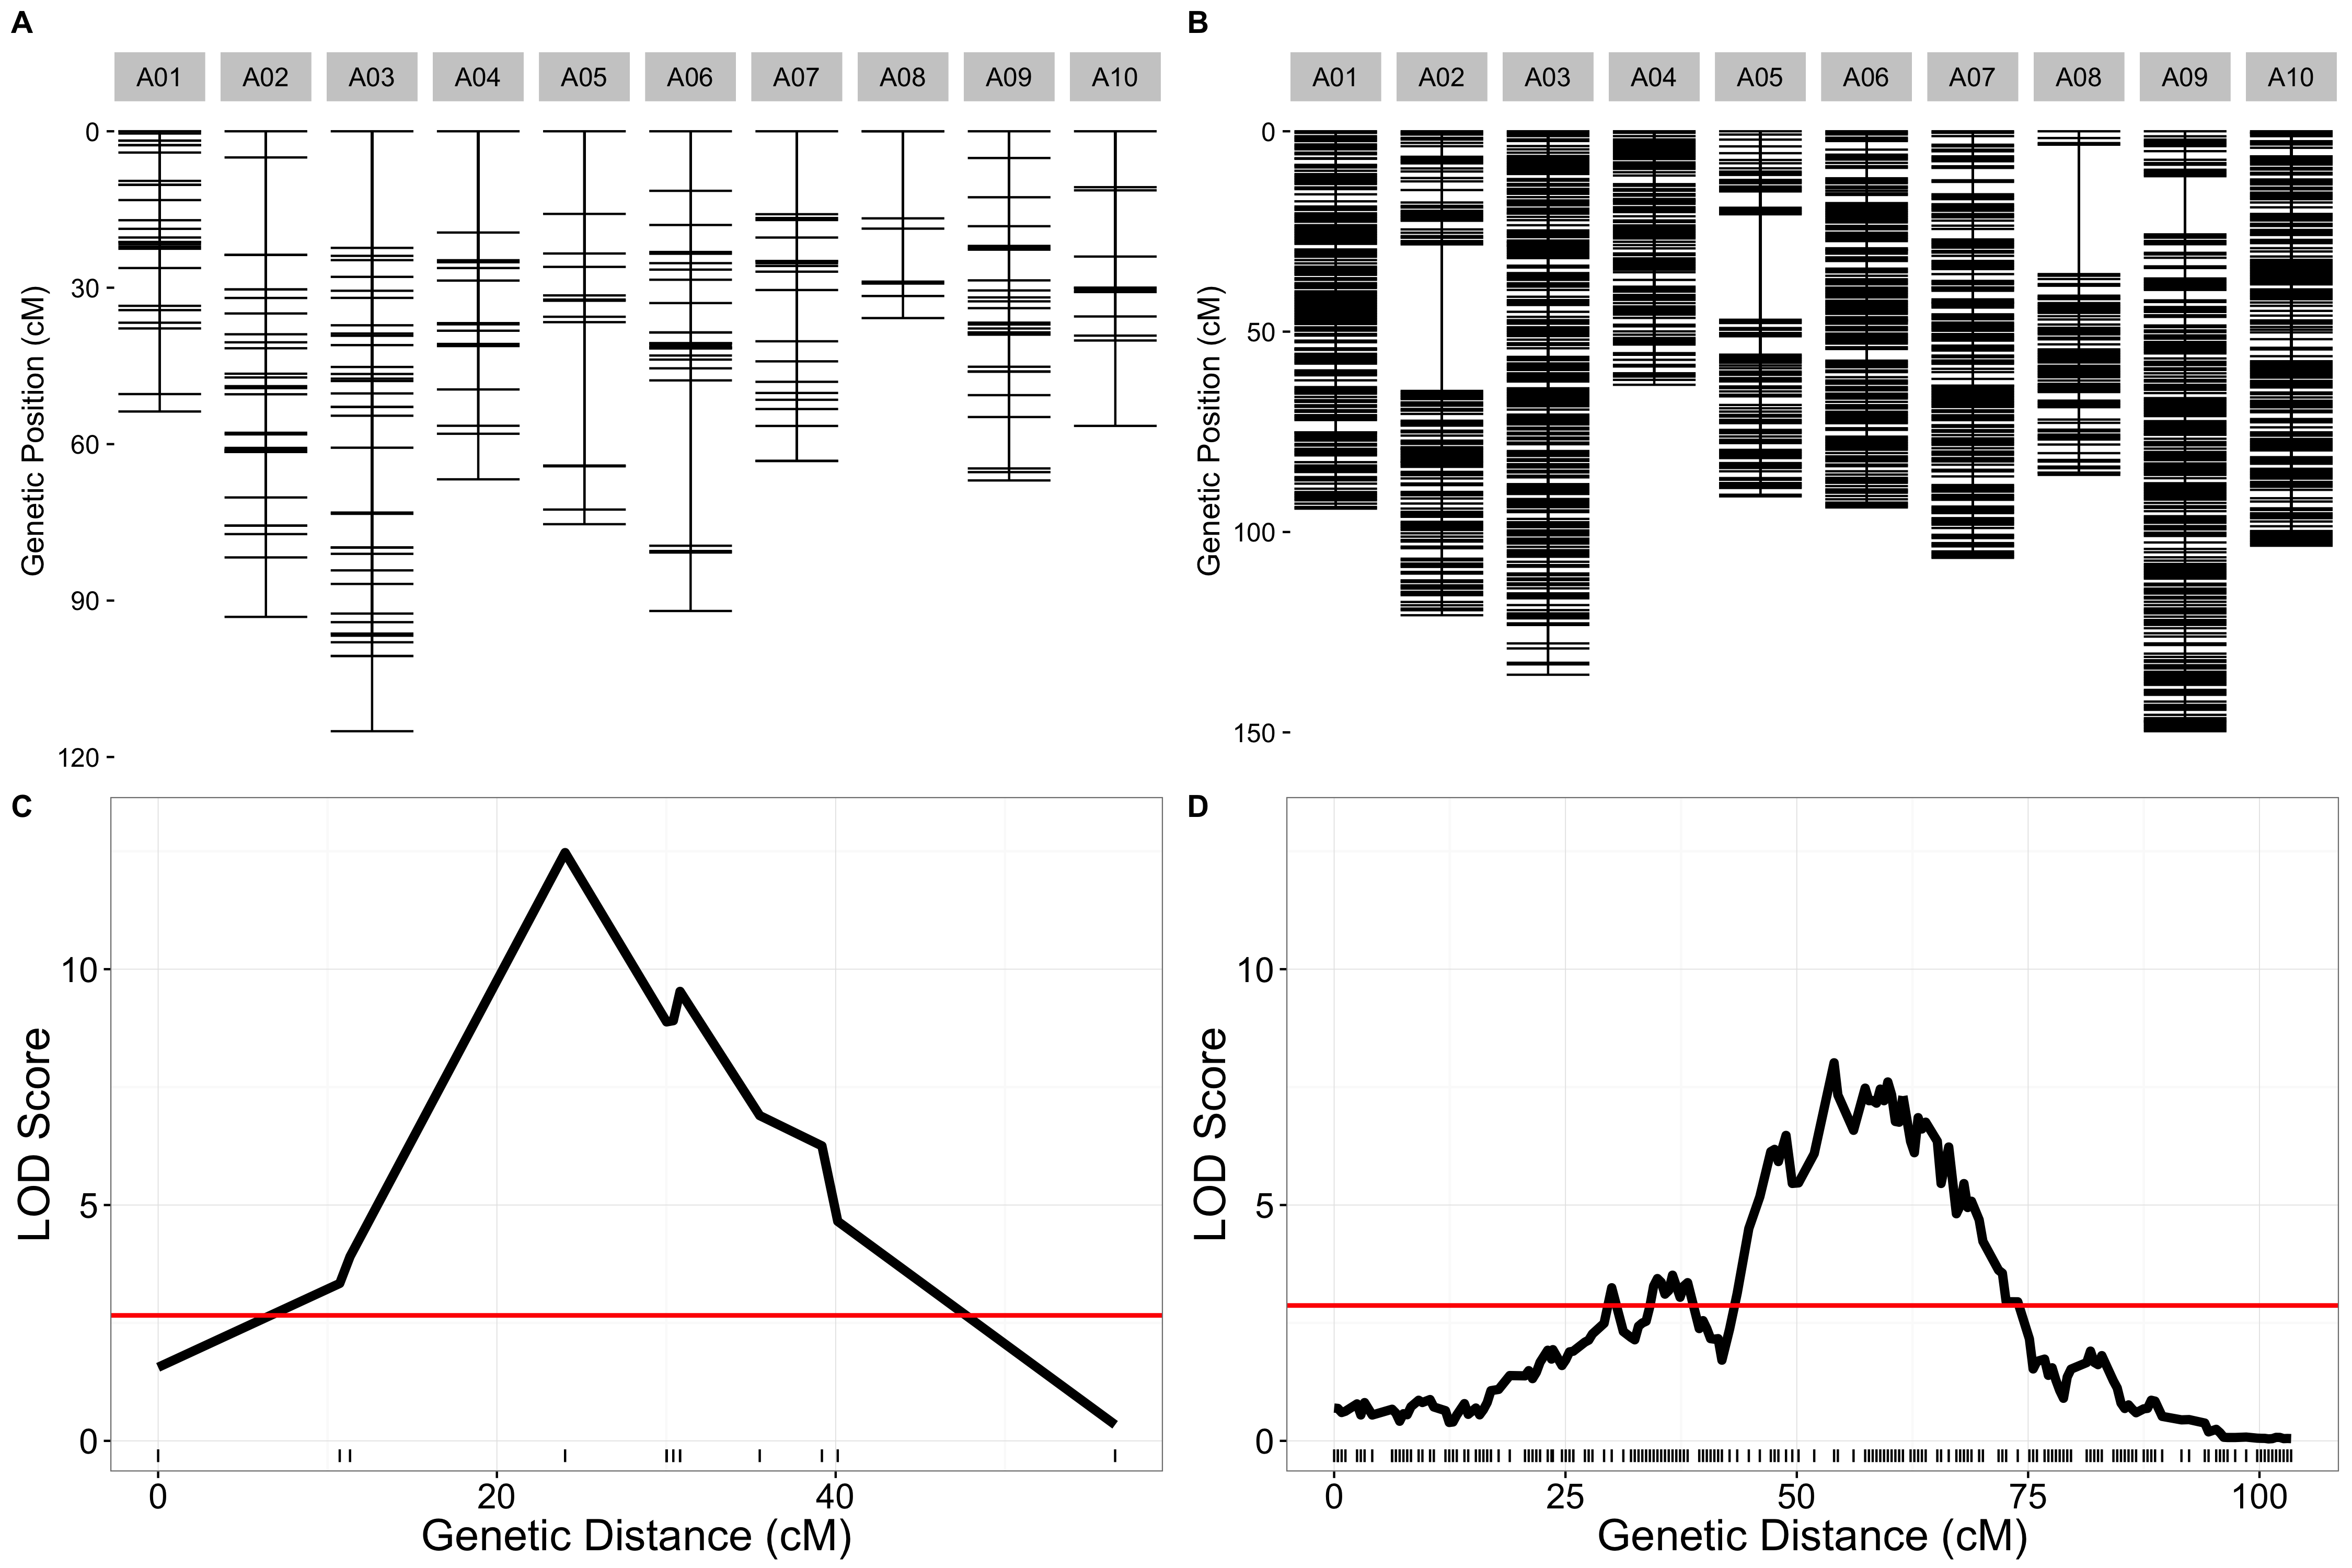 A
A01 A02 A03 A04 A05 A06 A07 A08 A09 A10
0
30
60
90
120
Genetic Position (cM)
B
A01 A02 A03 A04 A05 A06 A07 A08 A09 A10
0
50
100
150
Genetic Position (cM)
C
10
5
0
LOD Score
0 20 40
Genetic Distance (cM)
D
10
5
0
LOD Score
0 25 50 75 100
Genetic Distance (cM)